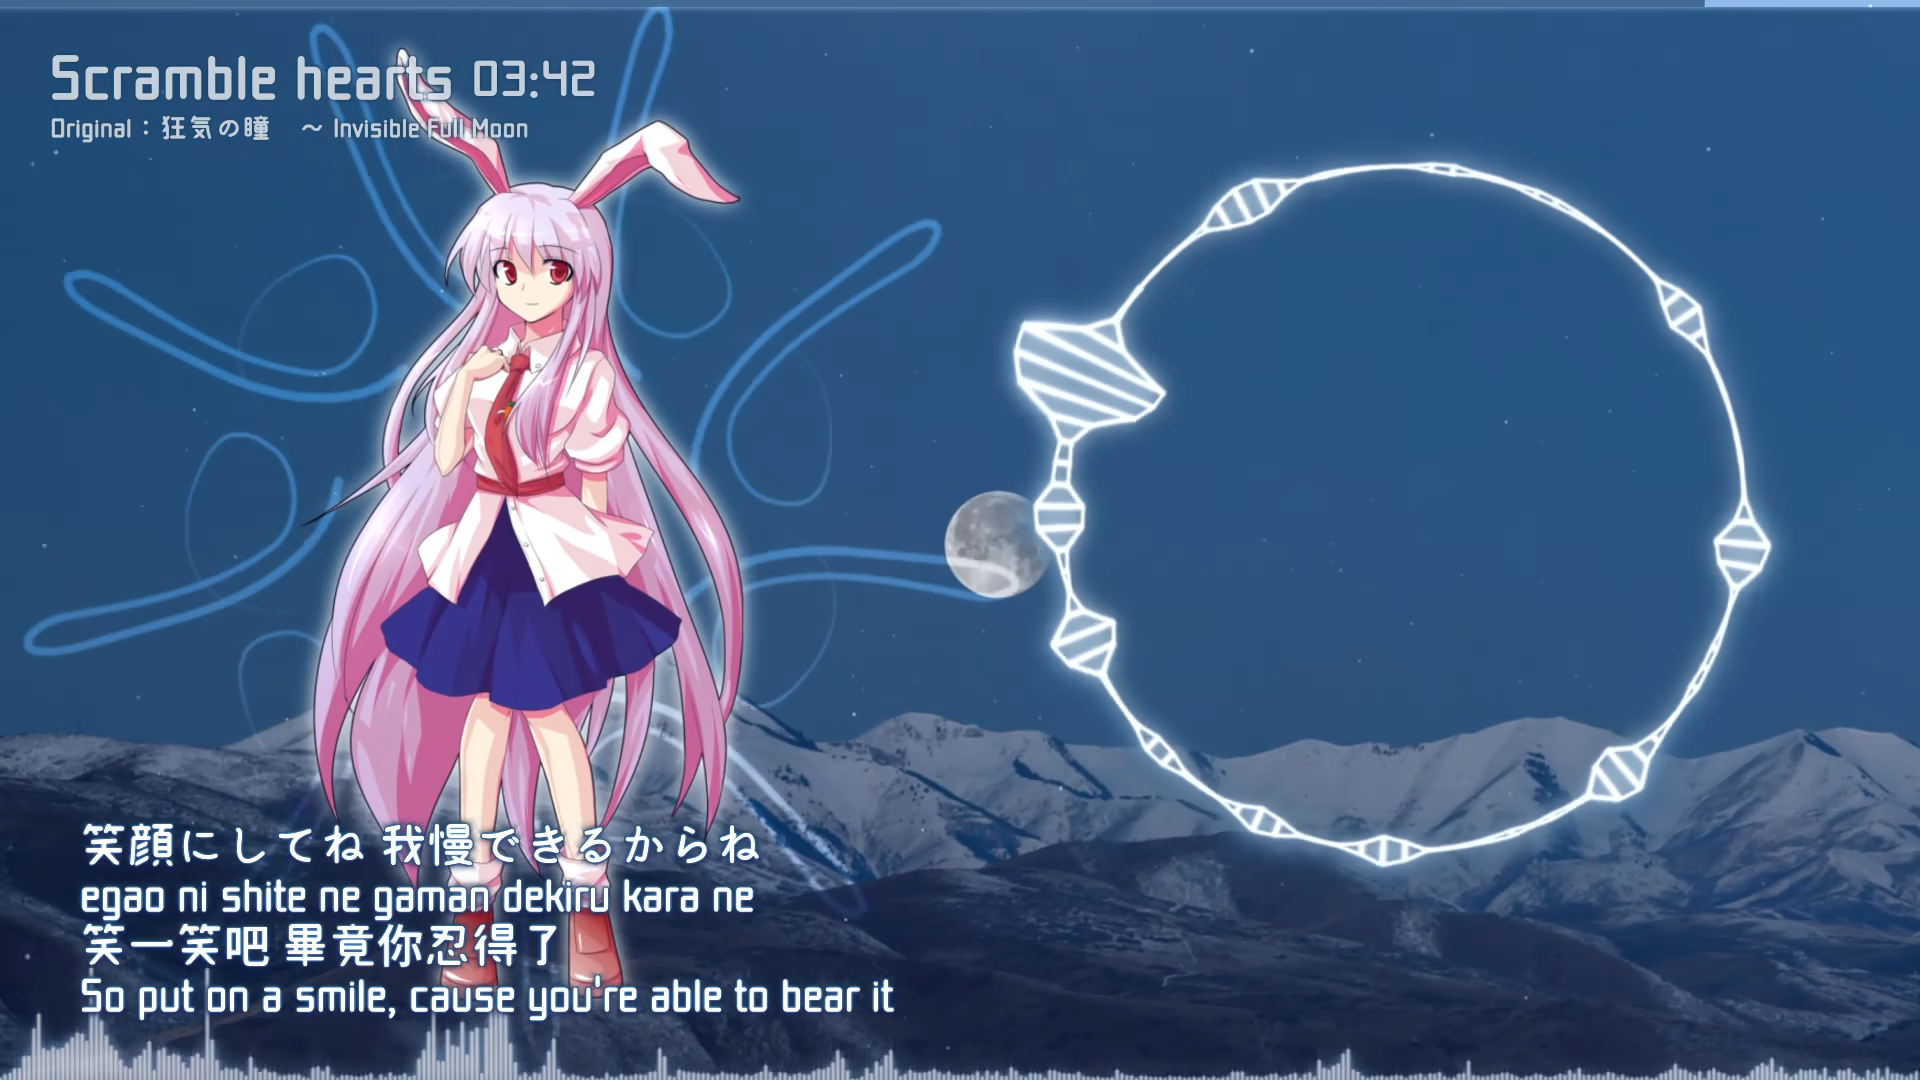 Scramble hearts 03:42
Original：狂気の瞳　～ Invisible Full Moon
笑顔にしてね 我慢できるからね
egao ni shite ne gaman dekiru kara ne
笑一笑吧 畢竟你忍得了
So put on a smile, cause you're able to bear it